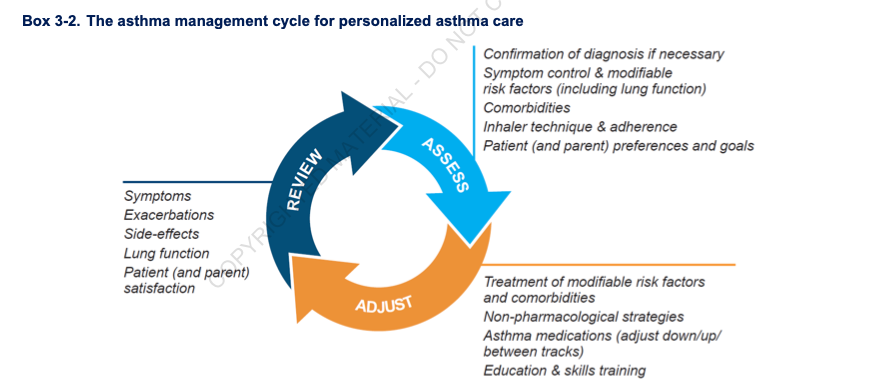 Box 3-2. The asthma management cycle for personalized asthma care
Confirmation of diagnosis if necessary
Symptom control & modifiable
risk factors (including lung function)
Comorbidities
Inhaler technique & adherence
Patient (and parent) preferences and goals
ASSESS
REVIEW
Symptoms
Exacerbations
Side-effects
Lung function
Patient (and parent)
satisfaction
ADJUST
Treatment of modifiable risk factors
and comorbidities
Non-pharmacological strategies
Asthma medications (adjust down/up/
between tracks)
Education & skills training
MATERIAL - DO NOT